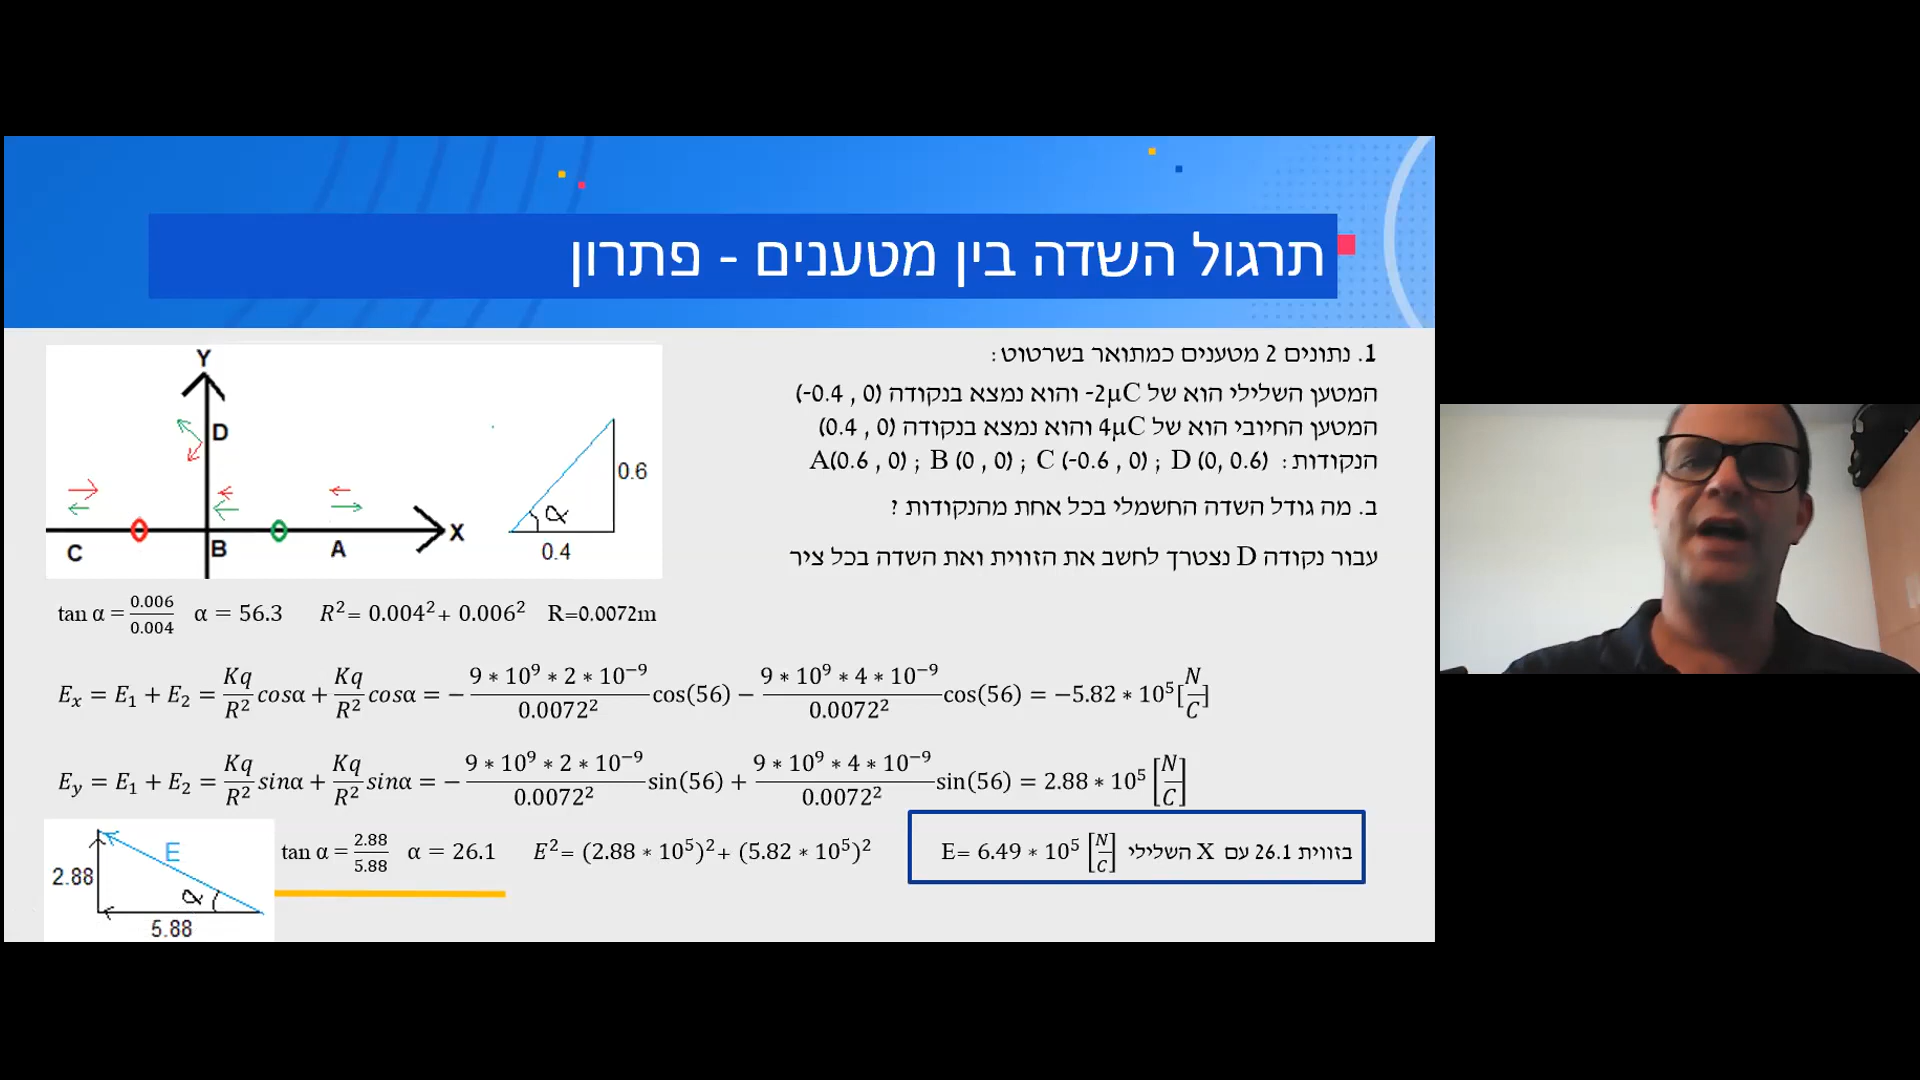 תרגול השדה בין מטענים - פתרון
1. נתונים 2 מטענים כמתואר בשרטוט :
המטען השלילי הוא של -2μC והוא נמצא בנקודה (-0.4 , 0)
המטען החיובי הוא של 4μC והוא נמצא בנקודה (0.4 , 0)
הנקודות : A(0.6 , 0) ; B (0 , 0) ; C (-0.6 , 0) ; D (0, 0.6)
ב. מה גודל השדה החשמלי בכל אחת מהנקודות ?
עבור נקודה D נצטרך לחשב את הזווית ואת השדה בכל ציר
Y
D
X
C
B
A
α
0.6
0.4
tan α = 0.006/0.004 α = 56.3 R² = 0.004² + 0.006² R=0.0072m
Eₓ = E₁ + E₂ = Kq/R² cosα + Kq/R² cosα = − 9 ∗ 10⁹ ∗ 2 ∗ 10⁻⁹/0.0072² cos(56) − 9 ∗ 10⁹ ∗ 4 ∗ 10⁻⁹/0.0072² cos(56) = −5.82 ∗ 10⁵[N/C]
E_y = E₁ + E₂ = Kq/R² sinα + Kq/R² sinα = − 9 ∗ 10⁹ ∗ 2 ∗ 10⁻⁹/0.0072² sin(56) + 9 ∗ 10⁹ ∗ 4 ∗ 10⁻⁹/0.0072² sin(56) = 2.88 ∗ 10⁵ [N/C]
E
2.88
α
5.88
tan α = 2.88/5.88 α = 26.1 E² = (2.88 ∗ 10⁵)² + (5.82 ∗ 10⁵)²
E= 6.49 ∗ 10⁵ [N/C] בזווית 26.1 עם X השלילי